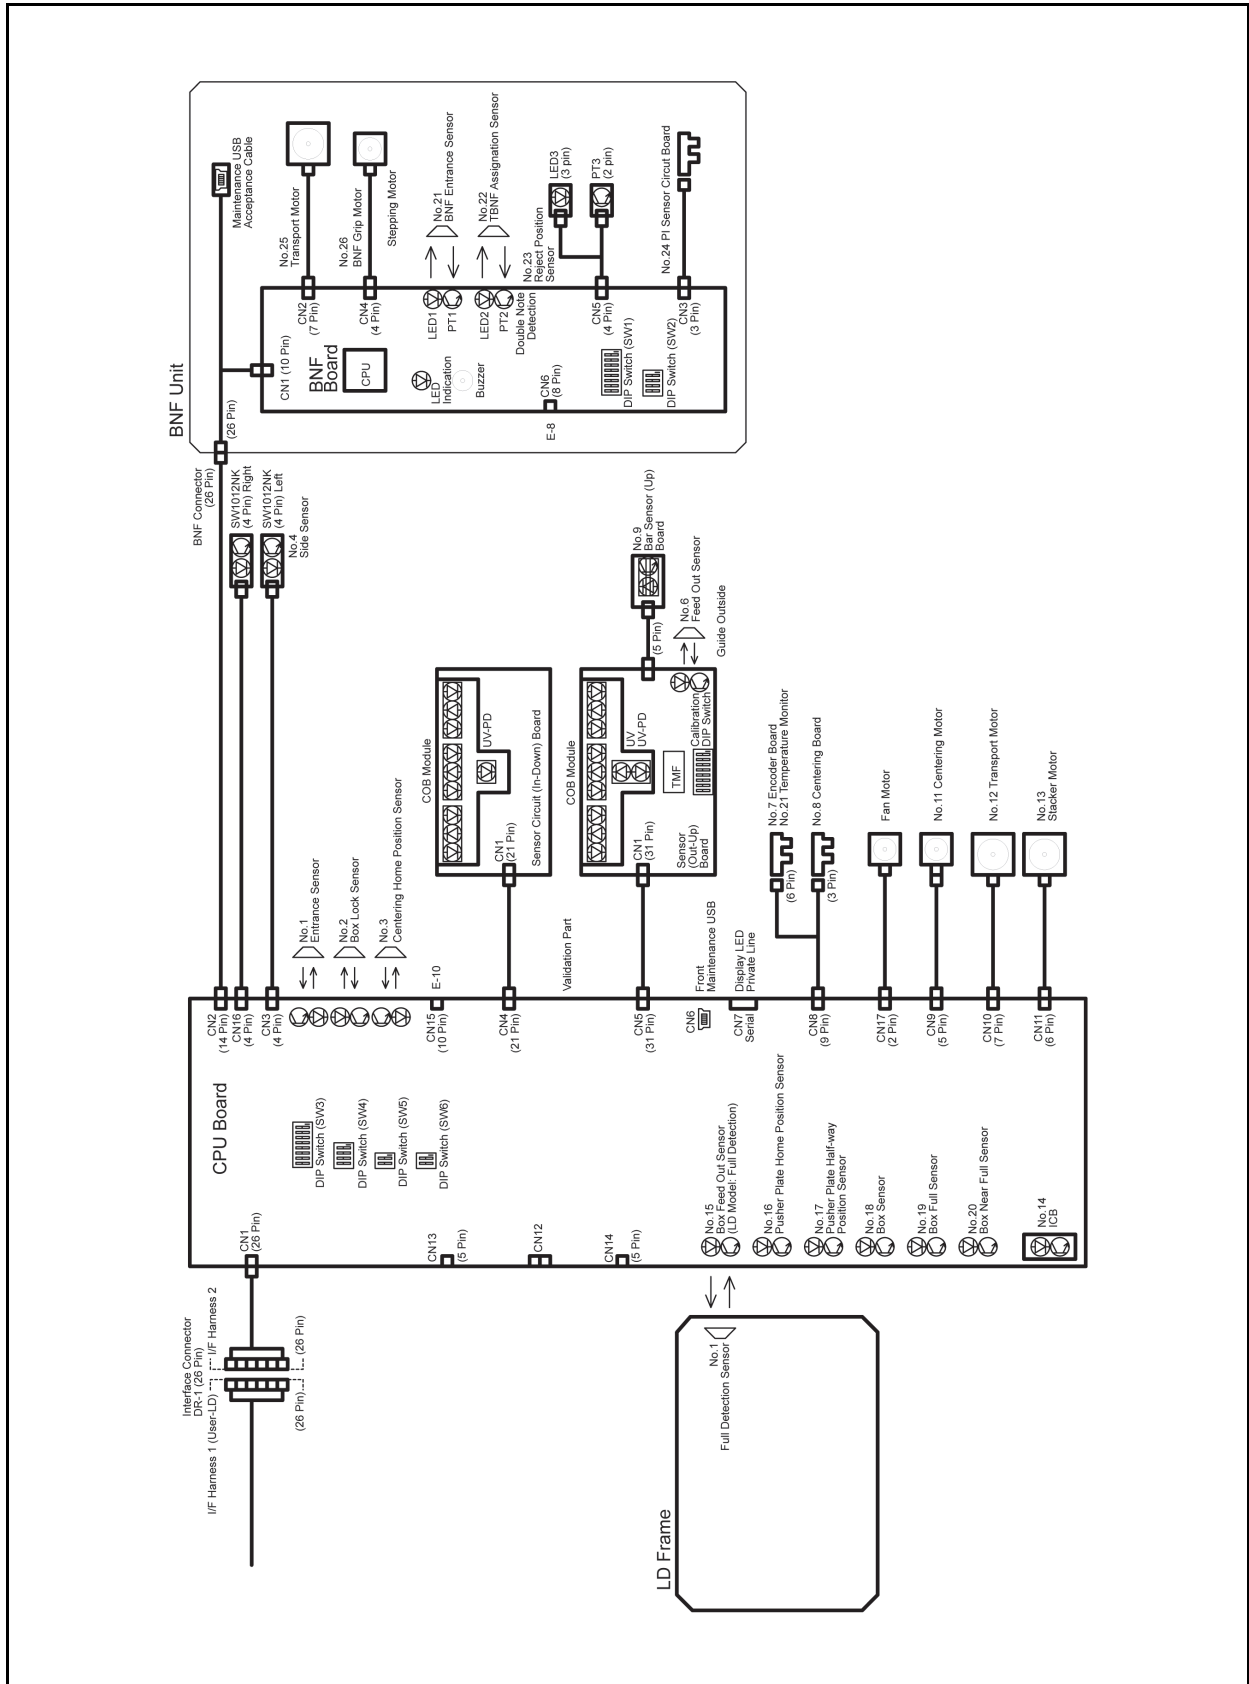 BNF Unit
Maintenance USB
Acceptance Cable
No.25
Transport Motor
No.26
BNF Grip Motor
Stepping Motor
No.21
BNF Entrance Sensor
No.22
TBNF Assignation Sensor
No.23
Reject Position
Sensor
LED3
(3 pin)
PT3
(2 pin)
No.24 PI Sensor Circut Board
(26 Pin)
CN1 (10 Pin)
BNF
Board
CPU
CN2
(7 Pin)
CN4
(4 Pin)
LED1
PT1
LED2
PT2
Double Note
Detection
CN5
(4 Pin)
CN3
(3 Pin)
LED
Indication
Buzzer
CN6
(8 Pin)
E-8
DIP Switch (SW1)
DIP Switch (SW2)
BNF Connector
(26 Pin)
SW1012NK
(4 Pin) Right
SW1012NK
(4 Pin) Left
No.4
Side Sensor
No.1
Entrance Sensor
No.2
Box Lock Sensor
No.3
Centering Home Position Sensor
COB Module
UV-PD
CN1
(21 Pin)
Sensor Circuit (In-Down) Board
Validation Part
COB Module
UV
UV-PD
CN1
(31 Pin)
Sensor
(Out-Up)
Board
TMF
Calibration
DIP Switch
(5 Pin)
No.9
Bar Sensor (Up)
Board
No.6
Feed Out Sensor
Guide Outside
Front
Maintenance USB
Display LED
Private Line
No.7 Encoder Board
No.21 Temperature Monitor
(6 Pin)
No.8 Centering Board
(3 Pin)
Fan Motor
No.11 Centering Motor
No.12 Transport Motor
No.13
Stacker Motor
CPU Board
CN2
(14 Pin)
CN16
(4 Pin)
CN3
(4 Pin)
CN15
(10 Pin)
E-10
CN4
(21 Pin)
CN5
(31 Pin)
CN6
CN7
Serial
CN8
(9 Pin)
CN17
(2 Pin)
CN9
(5 Pin)
CN10
(7 Pin)
CN11
(6 Pin)
DIP Switch (SW3)
DIP Switch (SW4)
DIP Switch (SW5)
DIP Switch (SW6)
CN1
(26 Pin)
CN13
(5 Pin)
CN12
CN14
(5 Pin)
No.15
Box Feed Out Sensor
(LD Model: Full Detection)
No.16
Pusher Plate Home Position Sensor
No.17
Pusher Plate Half-way
Position Sensor
No.18
Box Sensor
No.19
Box Full Sensor
No.20
Box Near Full Sensor
No.14
ICB
Interface Connector
DR-1 (26 Pin)
I/F Harness 1 (User-LD)
I/F Harness 2
(26 Pin)
(26 Pin)
LD Frame
No.1
Full Detection Sensor